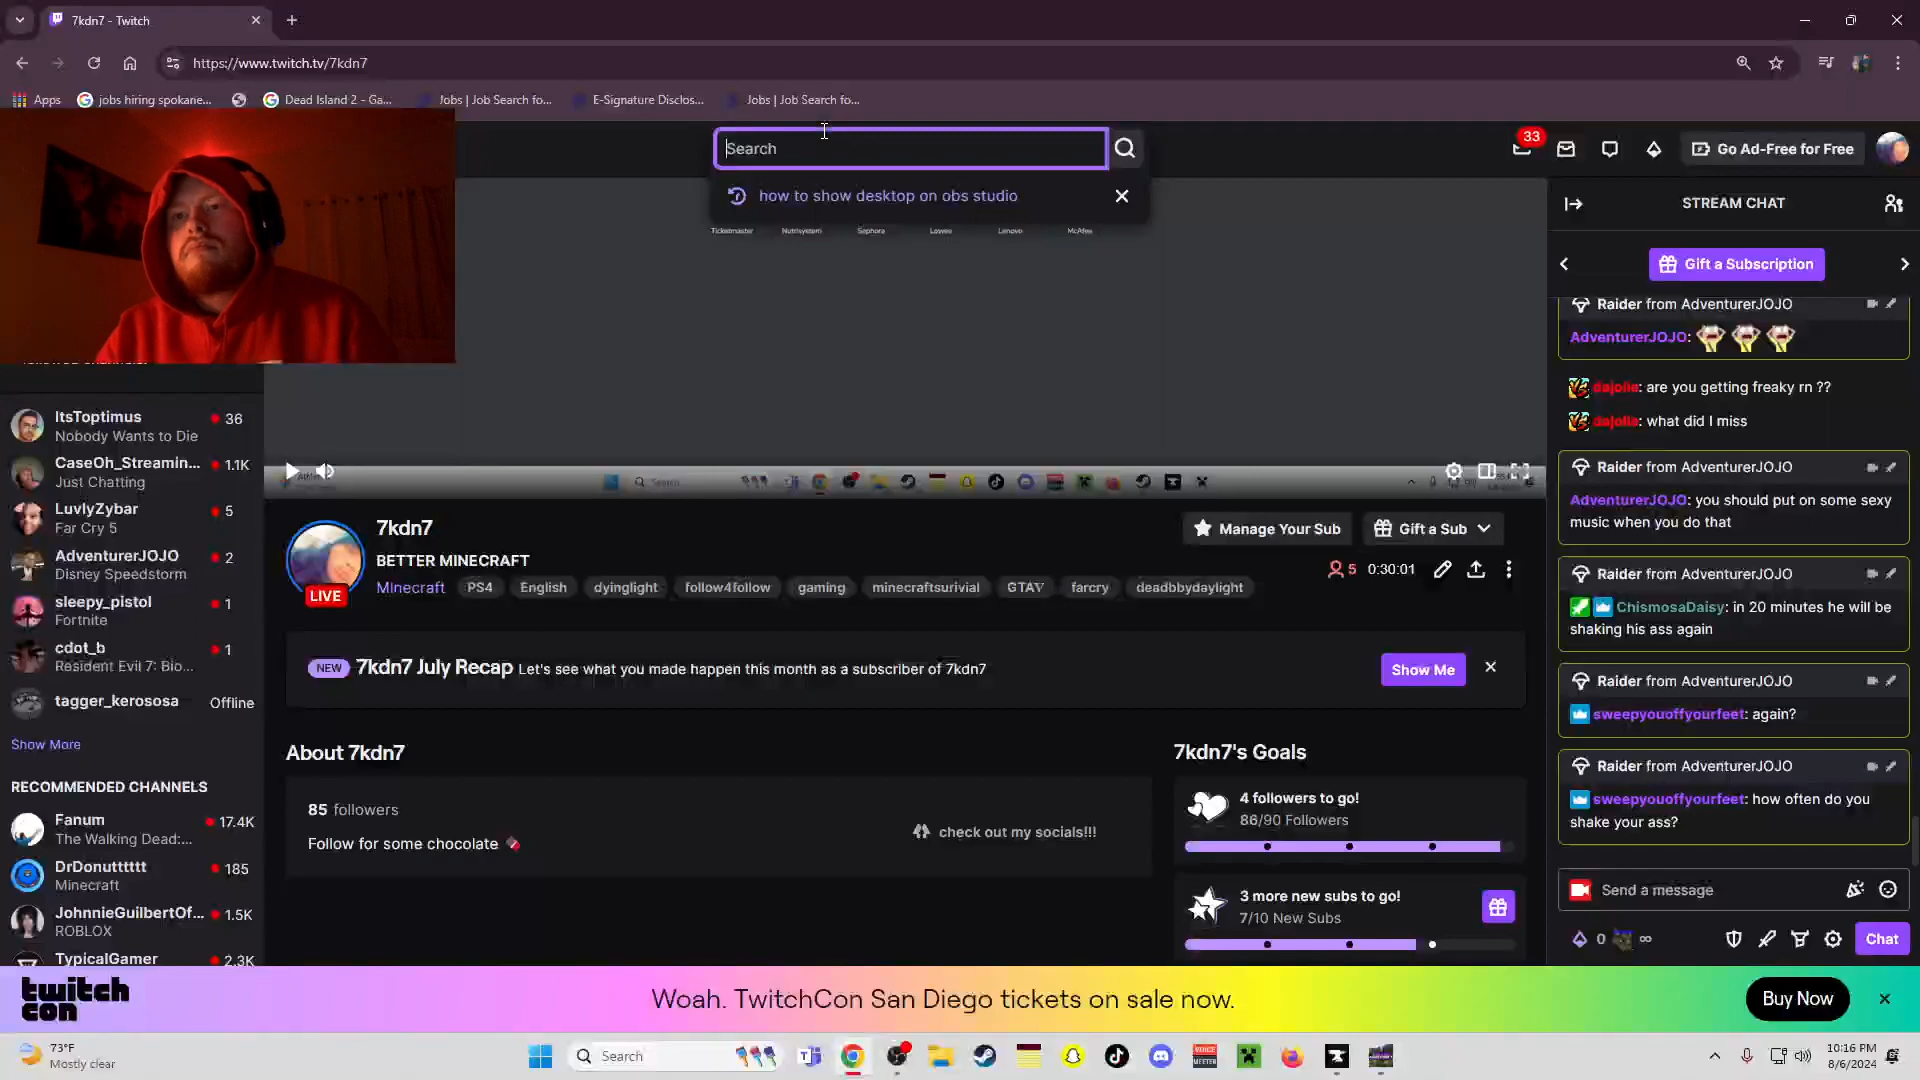 7kdn7 - Twitch
https://www.twitch.tv/7kdn7
Apps
jobs hiring spokane...
Dead Island 2 - Ga...
Jobs | Job Search fo...
E-Signature Disclos...
Jobs | Job Search fo...
Search
how to show desktop on obs studio
33
Go Ad-Free for Free
Ticketmaster
Nutrisystem
Sephora
Lowes
Lenovo
McAfee
STREAM CHAT
Gift a Subscription
Raider from AdventurerJOJO
AdventurerJOJO:
dajolie: are you getting freaky rn ??
dajolie: what did I miss
Raider from AdventurerJOJO
AdventurerJOJO: you should put on some sexy
music when you do that
Raider from AdventurerJOJO
ChismosaDaisy: in 20 minutes he will be
shaking his ass again
Raider from AdventurerJOJO
sweepyouoffyourfeet: again?
Raider from AdventurerJOJO
sweepyouoffyourfeet: how often do you
shake your ass?
Send a message
0
∞
Chat
ItsToptimus
36
Nobody Wants to Die
CaseOh_Streamin...
1.1K
Just Chatting
LuvlyZybar
5
Far Cry 5
AdventurerJOJO
2
Disney Speedstorm
sleepy_pistol
1
Fortnite
cdot_b
1
Resident Evil 7: Bio...
tagger_kerososa
Offline
Show More
RECOMMENDED CHANNELS
Fanum
17.4K
The Walking Dead:...
DrDonutttttt
185
Minecraft
JohnnieGuilbertOf...
1.5K
ROBLOX
TypicalGamer
2.3K
Search
LIVE
7kdn7
BETTER MINECRAFT
Minecraft
PS4
English
dyinglight
follow4follow
gaming
minecraftsurivial
GTAV
farcry
deadbbydaylight
Manage Your Sub
Gift a Sub
5
0:30:01
NEW
7kdn7 July Recap
Let's see what you made happen this month as a subscriber of 7kdn7
Show Me
About 7kdn7
85 followers
Follow for some chocolate
check out my socials!!!
7kdn7's Goals
4 followers to go!
86/90 Followers
3 more new subs to go!
7/10 New Subs
twitch
con
Woah. TwitchCon San Diego tickets on sale now.
Buy Now
73°F
Mostly clear
Search
VOICE
MEETER
10:16 PM
8/6/2024